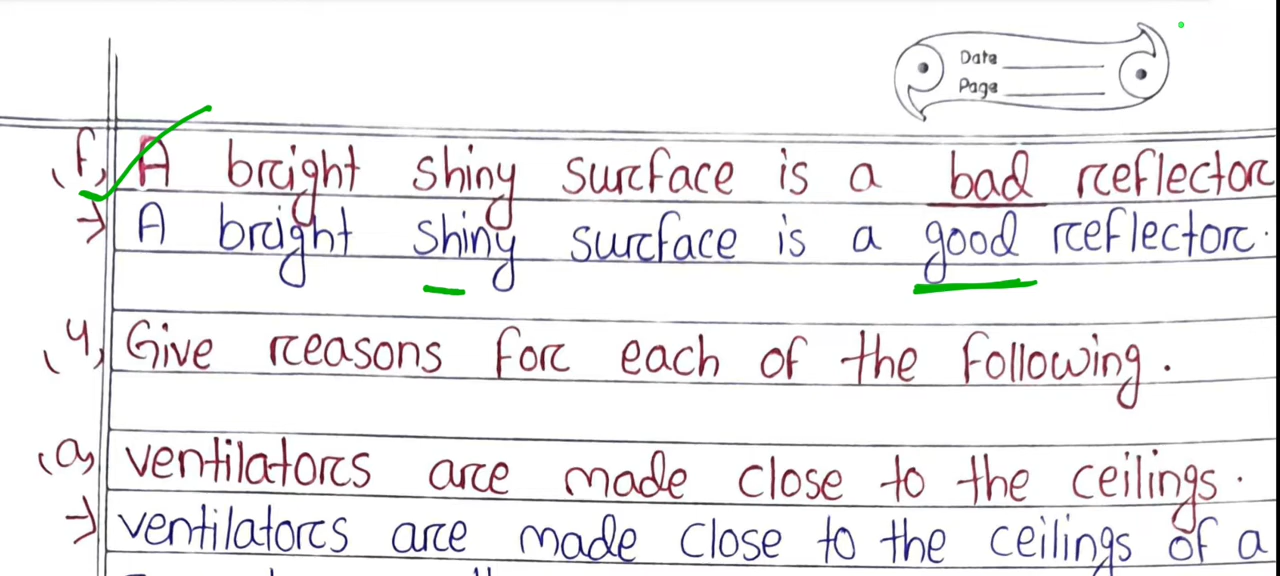 Date
Page
(f) A bright shiny surface is a bad reflector
→ A bright shiny surface is a good reflector.
(4) Give reasons for each of the following.
(a) ventilators are made close to the ceilings.
→ ventilators are made close to the ceilings of a